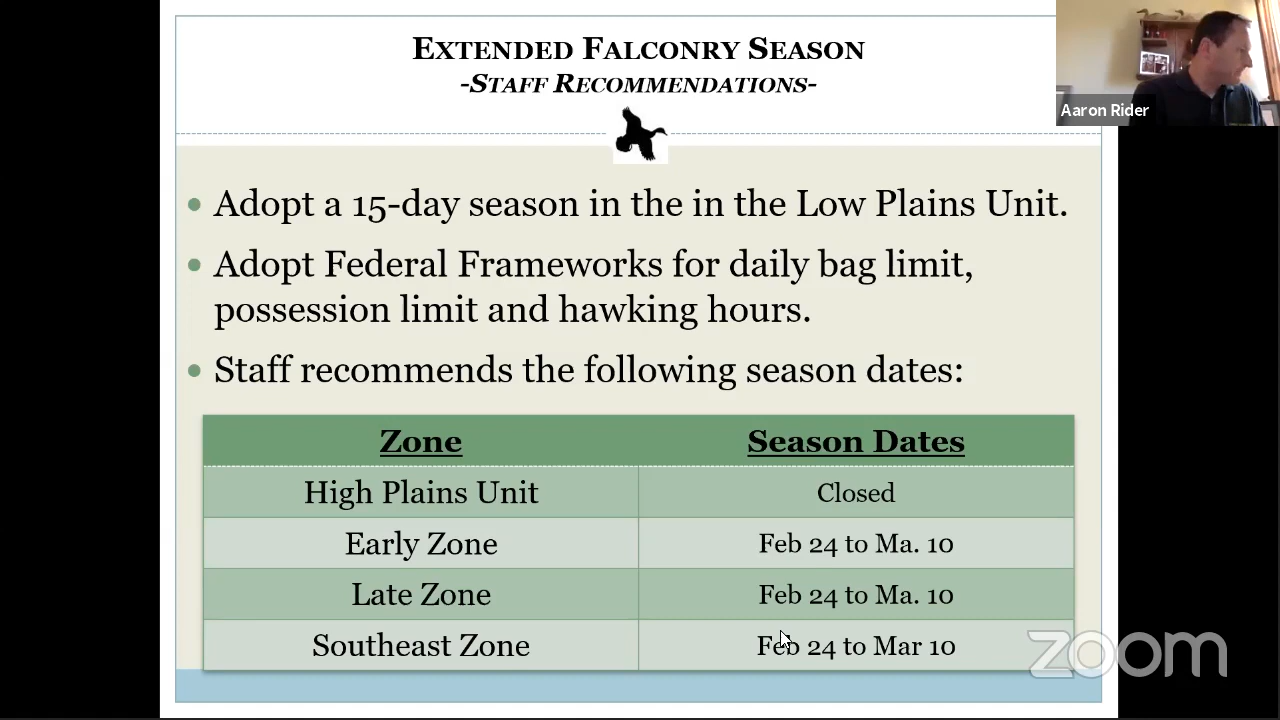 EXTENDED FALCONRY SEASON
-STAFF RECOMMENDATIONS-
Aaron Rider
Adopt a 15-day season in the in the Low Plains Unit.
Adopt Federal Frameworks for daily bag limit,
possession limit and hawking hours.
Staff recommends the following season dates:
Zone Season Dates
High Plains Unit Closed
Early Zone Feb 24 to Ma. 10
Late Zone Feb 24 to Ma. 10
Southeast Zone Feb 24 to Mar 10
zoom